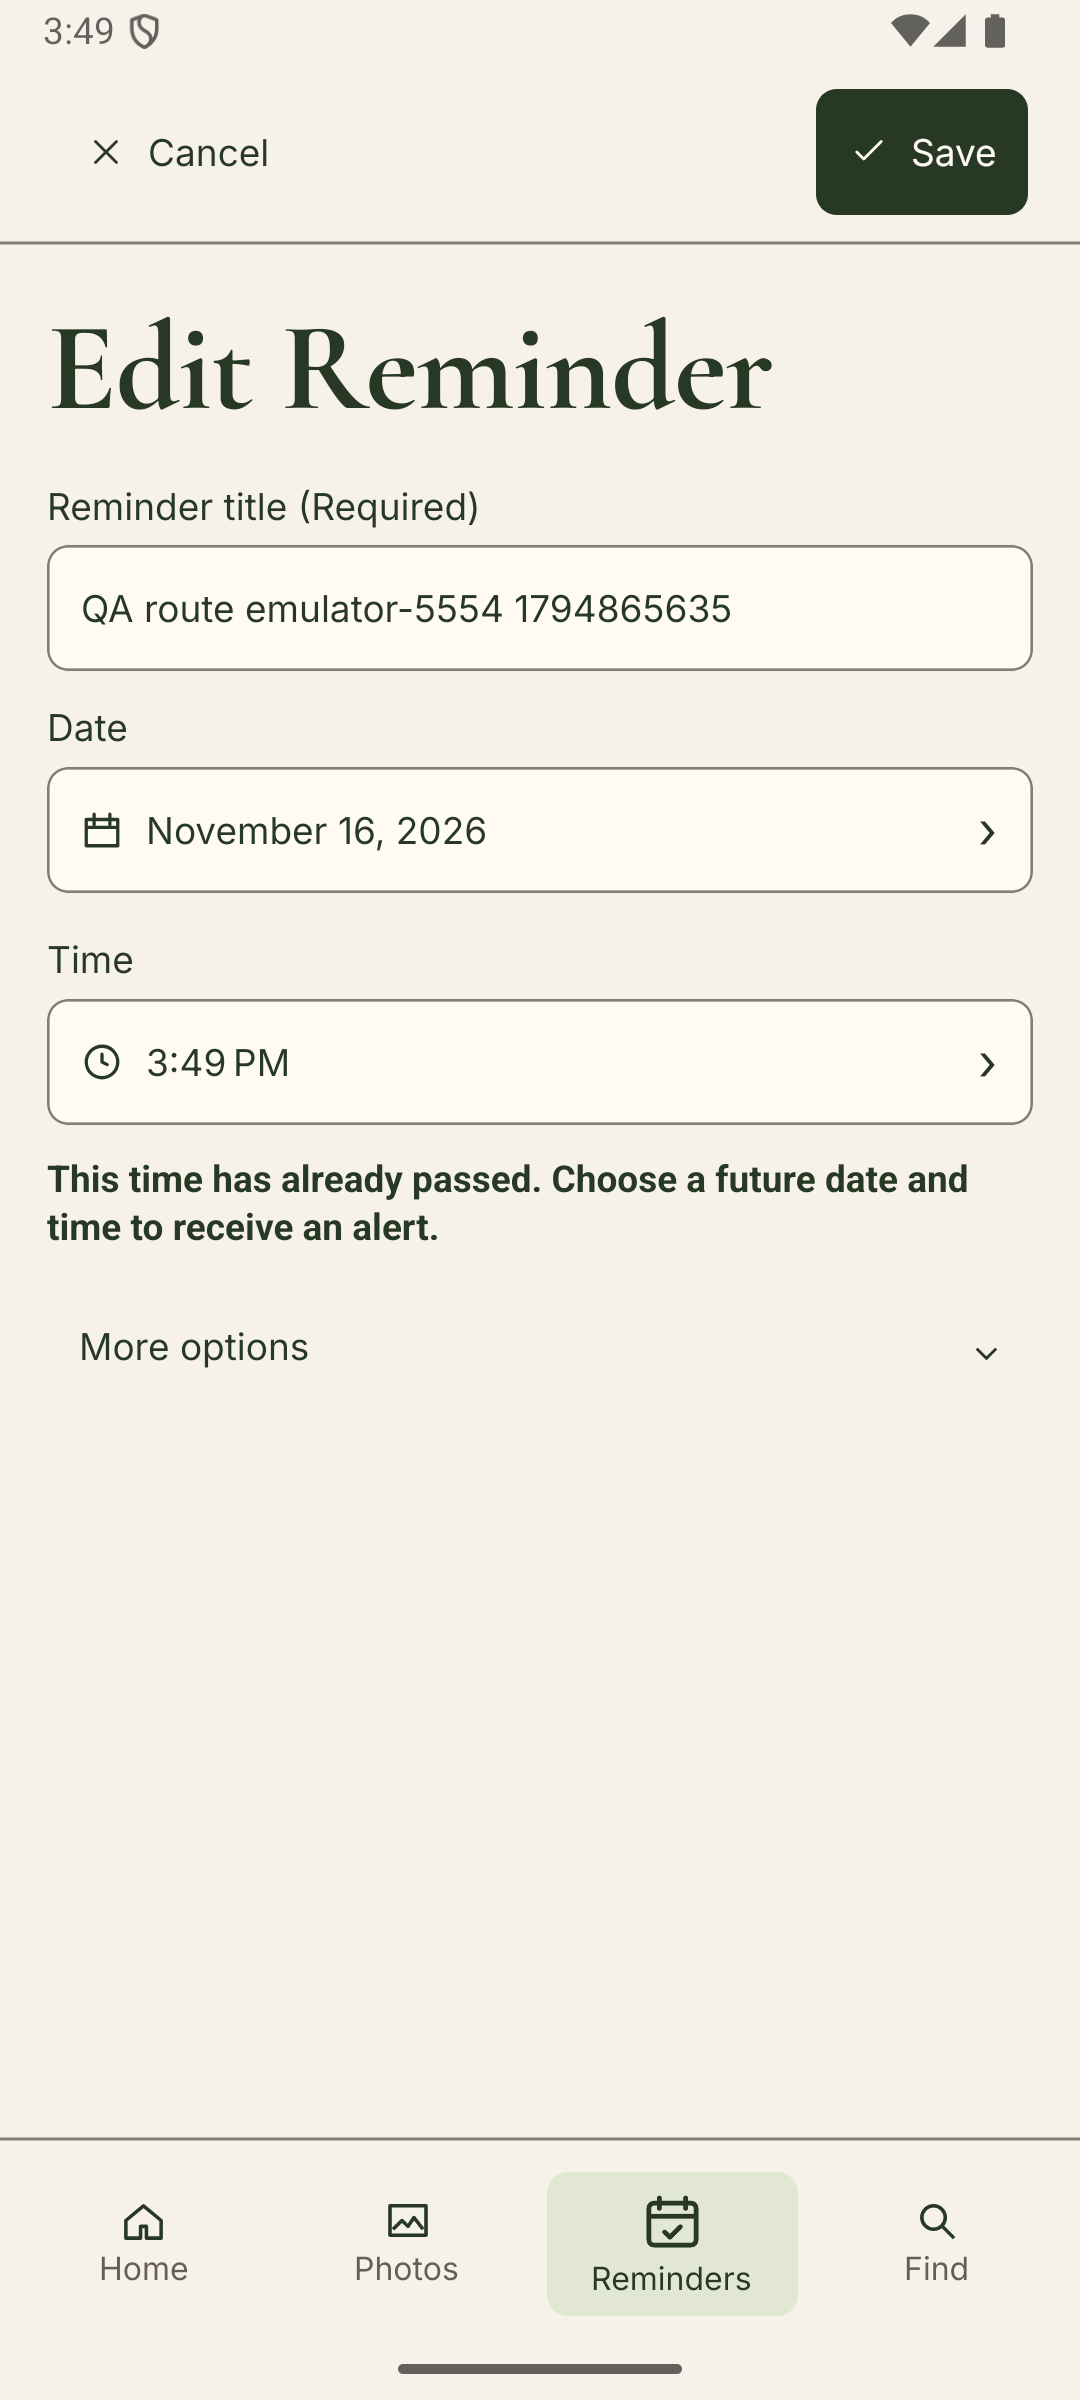 3:49
Cancel
Save
Edit Reminder
Reminder title (Required)
QA route emulator-5554 1794865635
Date
November 16, 2026
Time
3:49 PM
This time has already passed. Choose a future date and
time to receive an alert.
More options
Home
Photos
Reminders
Find